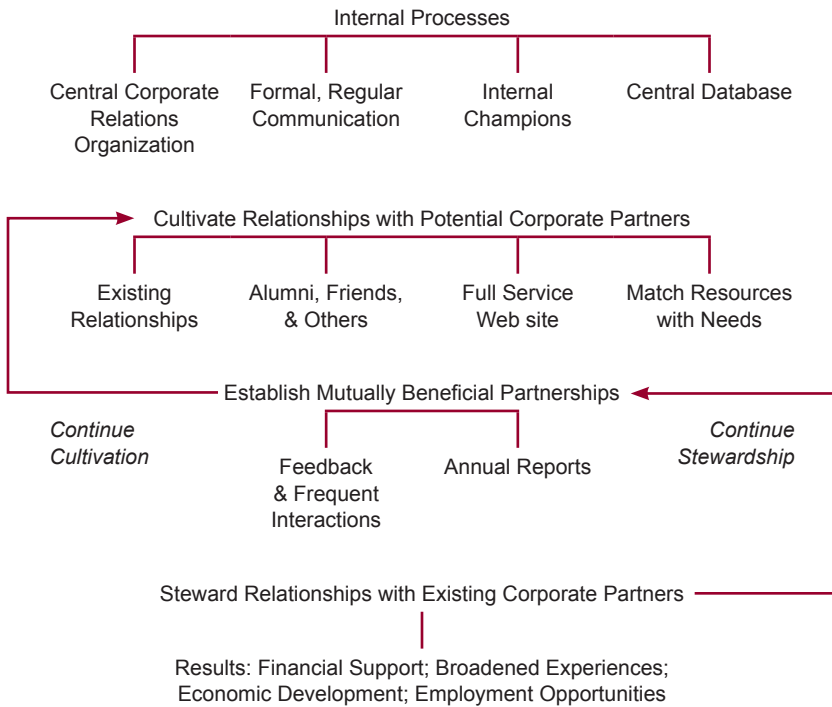 Internal Processes
Central Corporate
Relations
Organization
Formal, Regular
Communication
Internal
Champions
Central Database
Cultivate Relationships with Potential Corporate Partners
Existing
Relationships
Alumni, Friends,
& Others
Full Service
Web site
Match Resources
with Needs
Establish Mutually Beneficial Partnerships
Continue
Cultivation
Continue
Stewardship
Feedback
& Frequent
Interactions
Annual Reports
Steward Relationships with Existing Corporate Partners
Results: Financial Support; Broadened Experiences;
Economic Development; Employment Opportunities